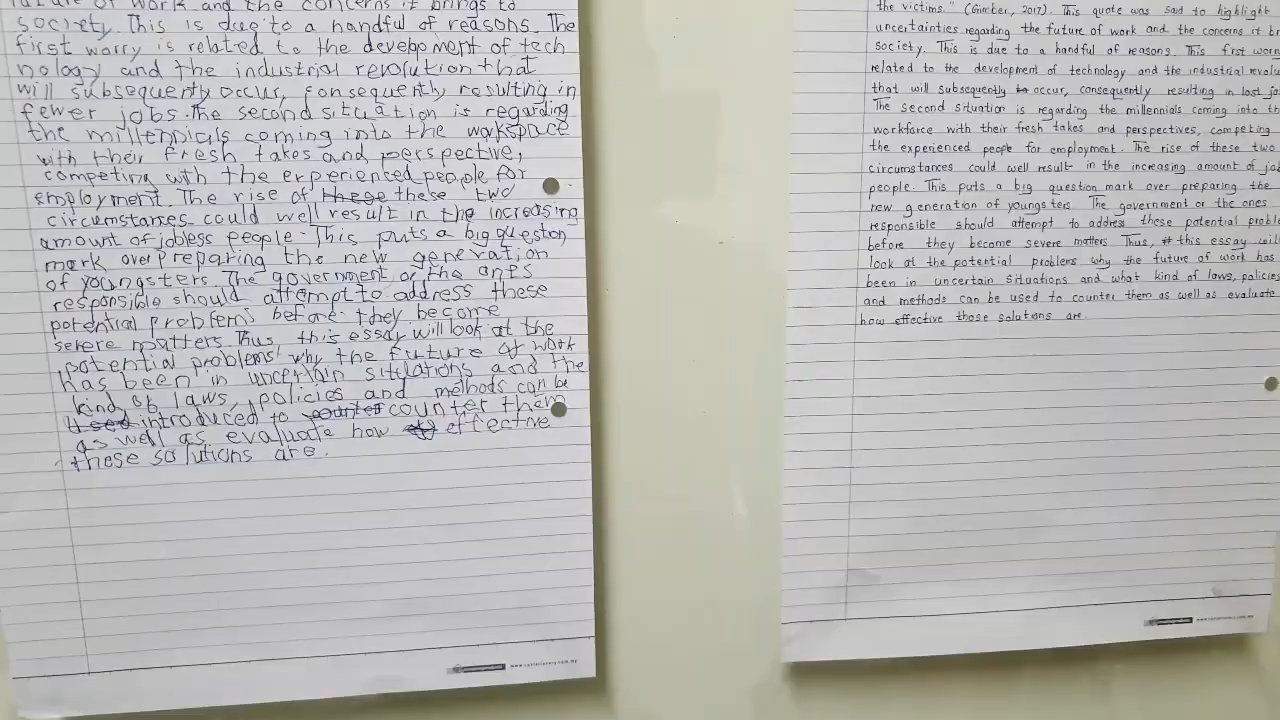 future of work and the concerns it brings to
society. This is due to a handful of reasons. The
first worry is related to the development of tech
nology and the industrial revolution that
will subsequently occur, consequently resulting in
fewer jobs. The second situation is regarding
the millennials coming into the workspace
with their fresh takes and perspective,
competing with the experienced people for
employment. The rise of these these two
circumstances could well result in the increasing
amount of jobless people. This puts a big question
mark over preparing the new generation
of youngsters. The government or the ones
responsible should attempt to address these
potential problems before they become
severe matters. Thus, this essay will look at the
potential problems why the future of work
has been in uncertain situations and the
kind of laws, policies and methods can be
used introduced to counter counter them
as well as evaluate how effective
these solutions are.
www.cystationery.com.my
the victims." (Gimber, 2017). This quote was said to highlight
uncertainties regarding the future of work and the concerns it br
society. This is due to a handful of reasons. This first worr
related to the development of technology and the industrial revolu
that will subsequently to occur, consequently resulting in lost jo
The second situation is regarding the millennials coming into th
workforce with their fresh takes and perspectives, competing
the experienced people for employment. The rise of these two
circumstances could well result in the increasing amount of job
people. This puts a big question mark over preparing the
new generation of youngsters. The government or the ones
responsible should attempt to address these potential probl
before they become severe matters. Thus, this essay will
look at the potential problems why the future of work has
been in uncertain situations and what kind of laws, policie
and methods can be used to counter them as well as evaluate
how effective those solutions are.